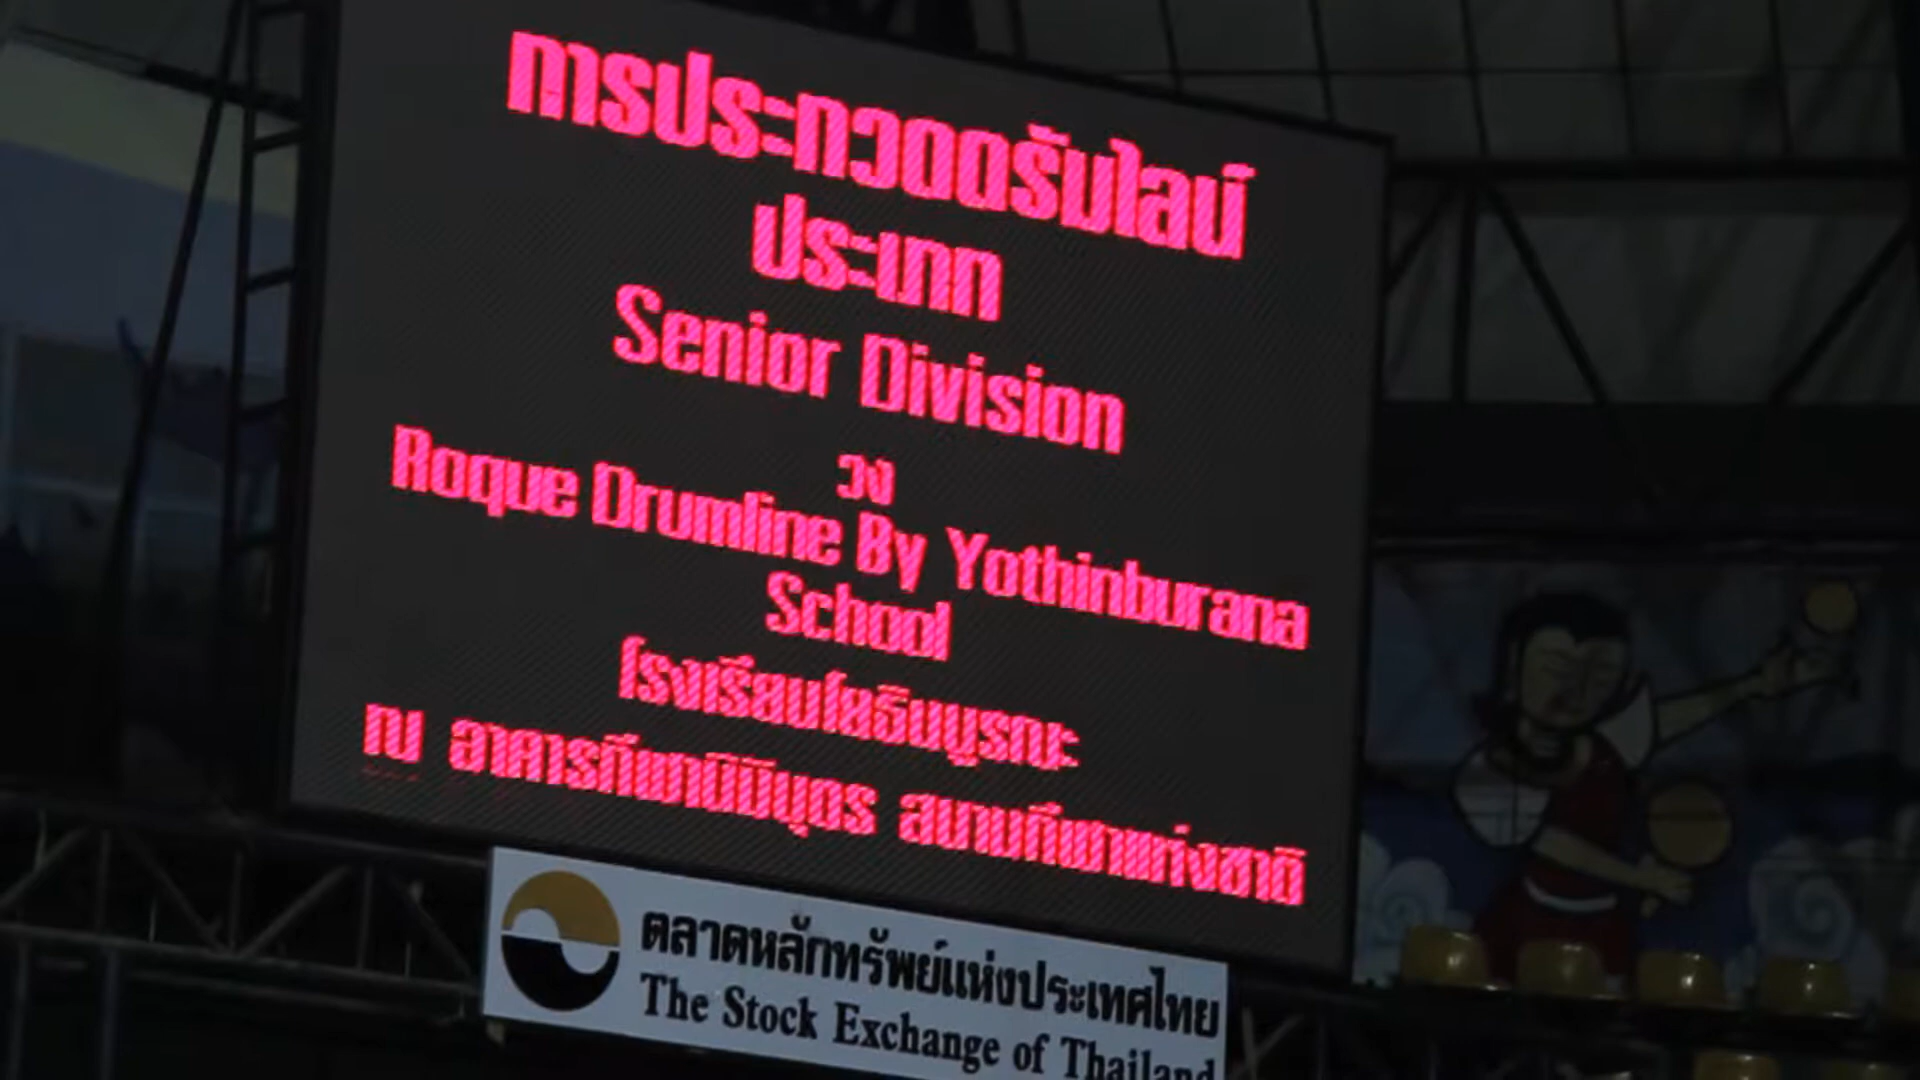 การประกวดดรัมไลน์
ประเภท
Senior Division
วง
Roque Drumline By Yothinburana
School
โรงเรียนโยธินบูรณะ
ณ อาคารกีฬานิมิบุตร สนามกีฬาแห่งชาติ
ตลาดหลักทรัพย์แห่งประเทศไทย
The Stock Exchange of Thailand